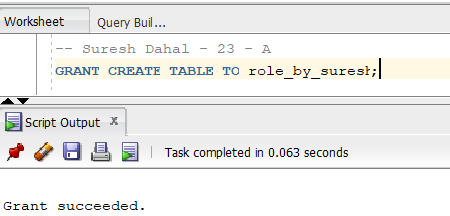 Worksheet Query Buil...
-- Suresh Dahal - 23 - A
GRANT CREATE TABLE TO role_by_suresh;
Script Output x
Task completed in 0.063 seconds
Grant succeeded.